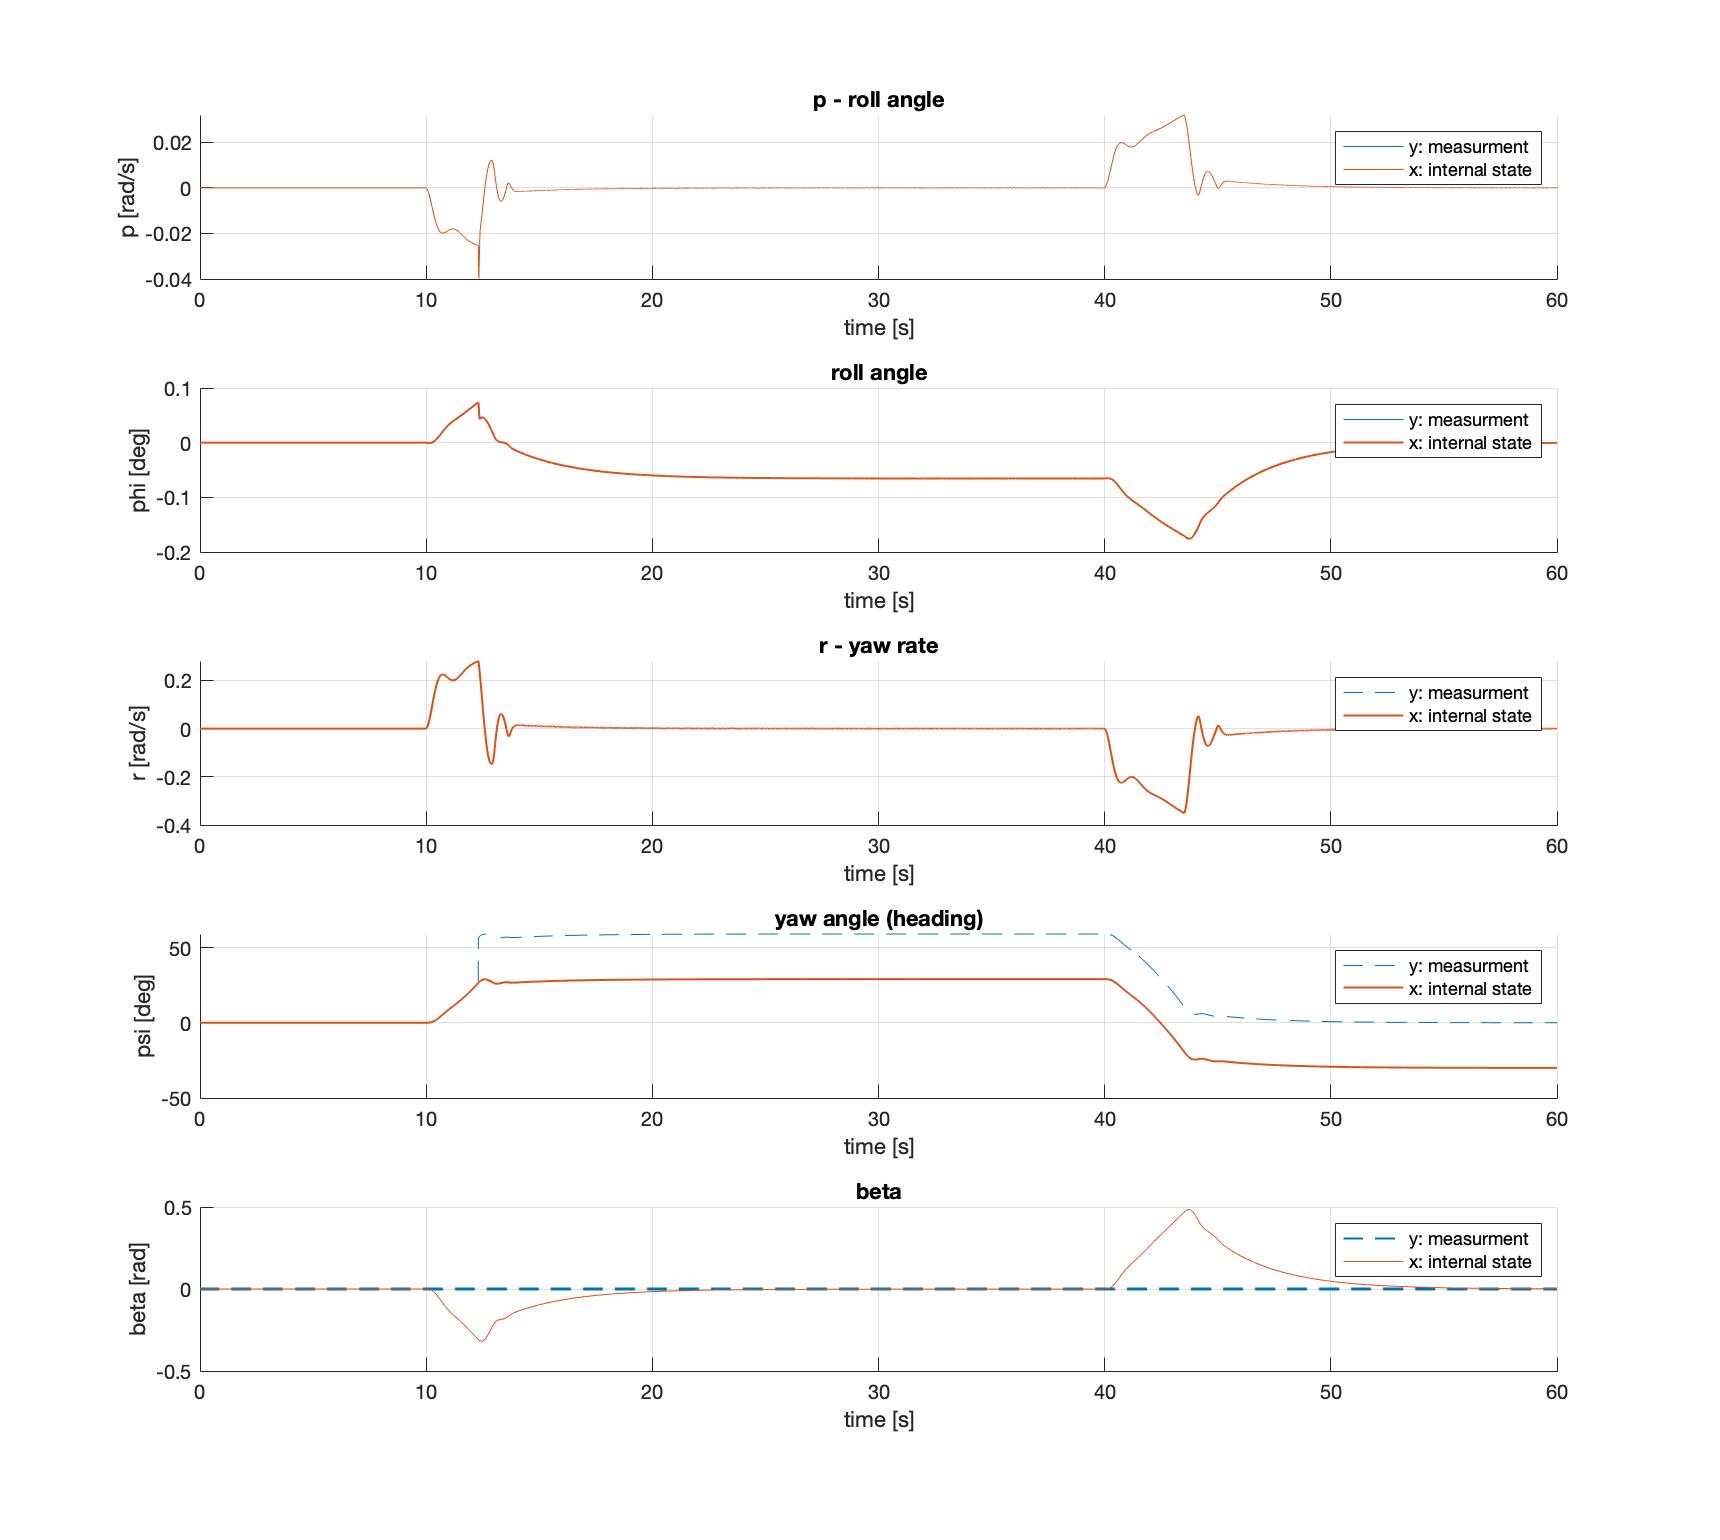 p - roll angle
p [rad/s]
0.02
0
-0.02
-0.04
y: measurment
x: internal state
0 10 20 30 40 50 60
time [s]
roll angle
phi [deg]
0.1
0
-0.1
-0.2
y: measurment
x: internal state
0 10 20 30 40 50 60
time [s]
r - yaw rate
r [rad/s]
0.2
0
-0.2
-0.4
y: measurment
x: internal state
0 10 20 30 40 50 60
time [s]
yaw angle (heading)
psi [deg]
50
0
-50
y: measurment
x: internal state
0 10 20 30 40 50 60
time [s]
beta
beta [rad]
0.5
0
-0.5
y: measurment
x: internal state
0 10 20 30 40 50 60
time [s]